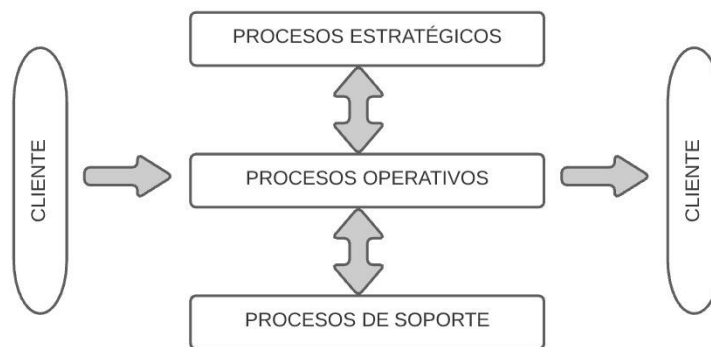 PROCESOS ESTRATÉGICOS
CLIENTE
PROCESOS OPERATIVOS
CLIENTE
PROCESOS DE SOPORTE